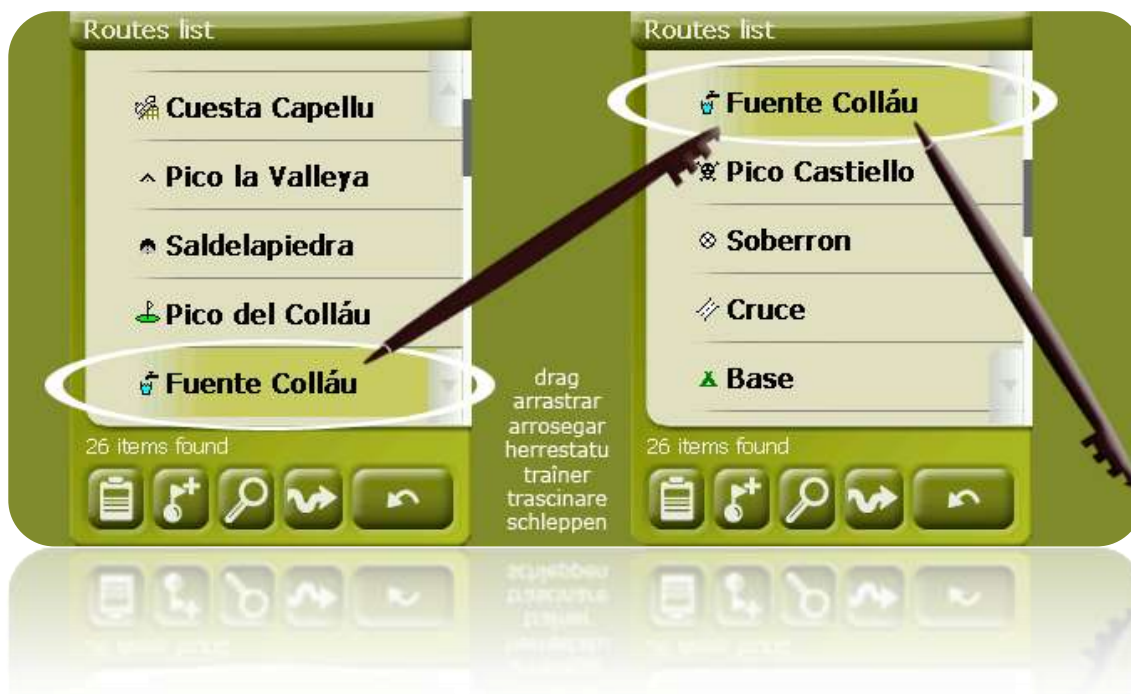 Routes list
Cuesta Capellu
Pico la Valleya
Saldelapiedra
Pico del Colláu
Fuente Colláu
26 items found
drag
arrastrar
arrosegar
herrestatu
traîner
trascinare
schleppen
Routes list
Fuente Colláu
Pico Castiello
Soberron
Cruce
Base
26 items found